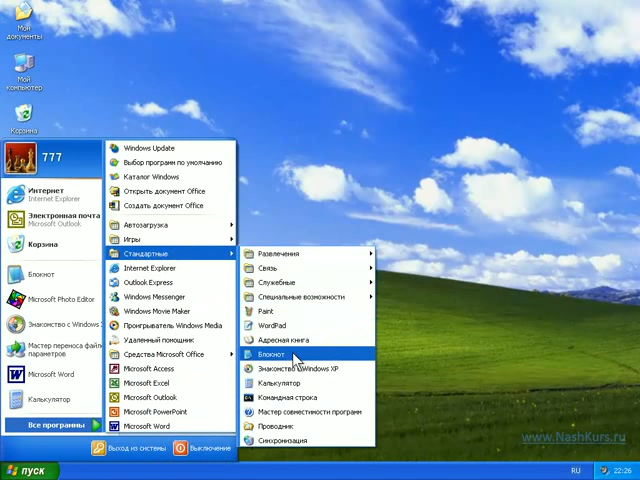 Мои
документы
Мой
компьютер
Корзина
777
Интернет
Internet Explorer
Электронная почта
Microsoft Outlook
Корзина
Блокнот
Microsoft Photo Editor
Знакомство с Windows
Мастер переноса файлов
параметров
Microsoft Word
Калькулятор
Все программы
Windows Update
Выбор программ по умолчанию
Каталог Windows
Открыть документ Office
Создать документ Office
Автозагрузка
Игры
Стандартные
Internet Explorer
Outlook Express
Windows Messenger
Windows Movie Maker
Проигрыватель Windows Media
Удаленный помощник
Средства Microsoft Office
Microsoft Access
Microsoft Excel
Microsoft Outlook
Microsoft PowerPoint
Microsoft Word
Развлечения
Связь
Служебные
Специальные возможности
Paint
WordPad
Адресная книга
Блокнот
Знакомство с Windows XP
Калькулятор
Командная строка
Мастер совместимости программ
Проводник
Синхронизация
Выход из системы
Выключение
www.NashKurs.ru
пуск
RU
22:26